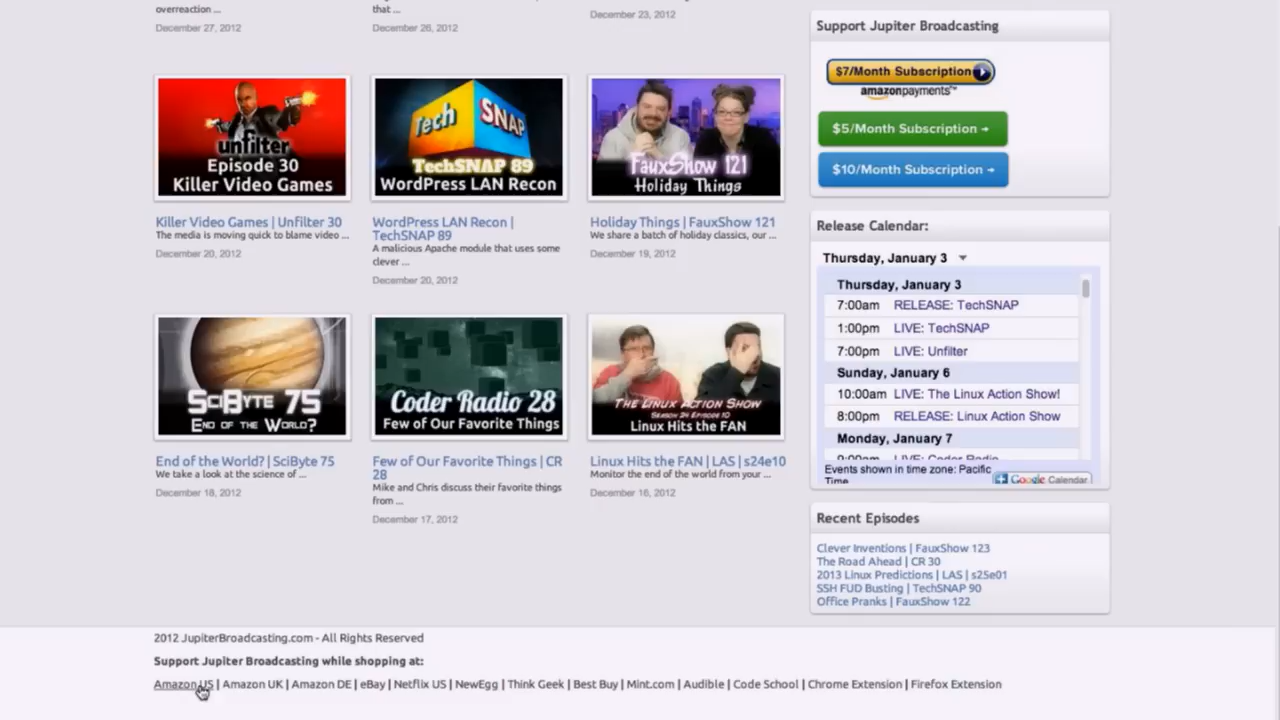 overreaction ...
December 27, 2012
that ...
December 26, 2012
December 23, 2012
unfilter
Episode 30
Killer Video Games
Killer Video Games | Unfilter 30
The media is moving quick to blame video ...
December 20, 2012
Tech SNAP
TechSNAP 89
WordPress LAN Recon
WordPress LAN Recon |
TechSNAP 89
A malicious Apache module that uses some
clever ...
December 20, 2012
FauxShow 121
Holiday Things
Holiday Things | FauxShow 121
We share a batch of holiday classics, our ...
December 19, 2012
SciByte 75
End of the World?
End of the World? | SciByte 75
We take a look at the science of ...
December 18, 2012
Coder Radio 28
Few of Our Favorite Things
Few of Our Favorite Things | CR
28
Mike and Chris discuss their favorite things
from ...
December 17, 2012
The Linux Action Show
Season 24 Episode 10
Linux Hits the FAN
Linux Hits the FAN | LAS | s24e10
Monitor the end of the world from your ...
December 16, 2012
Support Jupiter Broadcasting
$7/Month Subscription
amazonpayments™
$5/Month Subscription →
$10/Month Subscription →
Release Calendar:
Thursday, January 3
Thursday, January 3
7:00am RELEASE: TechSNAP
1:00pm LIVE: TechSNAP
7:00pm LIVE: Unfilter
Sunday, January 6
10:00am LIVE: The Linux Action Show!
8:00pm RELEASE: Linux Action Show
Monday, January 7
9:00am LIVE: Coder Radio
Events shown in time zone: Pacific
Time
Google Calendar
Recent Episodes
Clever Inventions | FauxShow 123
The Road Ahead | CR 30
2013 Linux Predictions | LAS | s25e01
SSH FUD Busting | TechSNAP 90
Office Pranks | FauxShow 122
2012 JupiterBroadcasting.com - All Rights Reserved
Support Jupiter Broadcasting while shopping at:
Amazon US | Amazon UK | Amazon DE | eBay | Netflix US | NewEgg | Think Geek | Best Buy | Mint.com | Audible | Code School | Chrome Extension | Firefox Extension